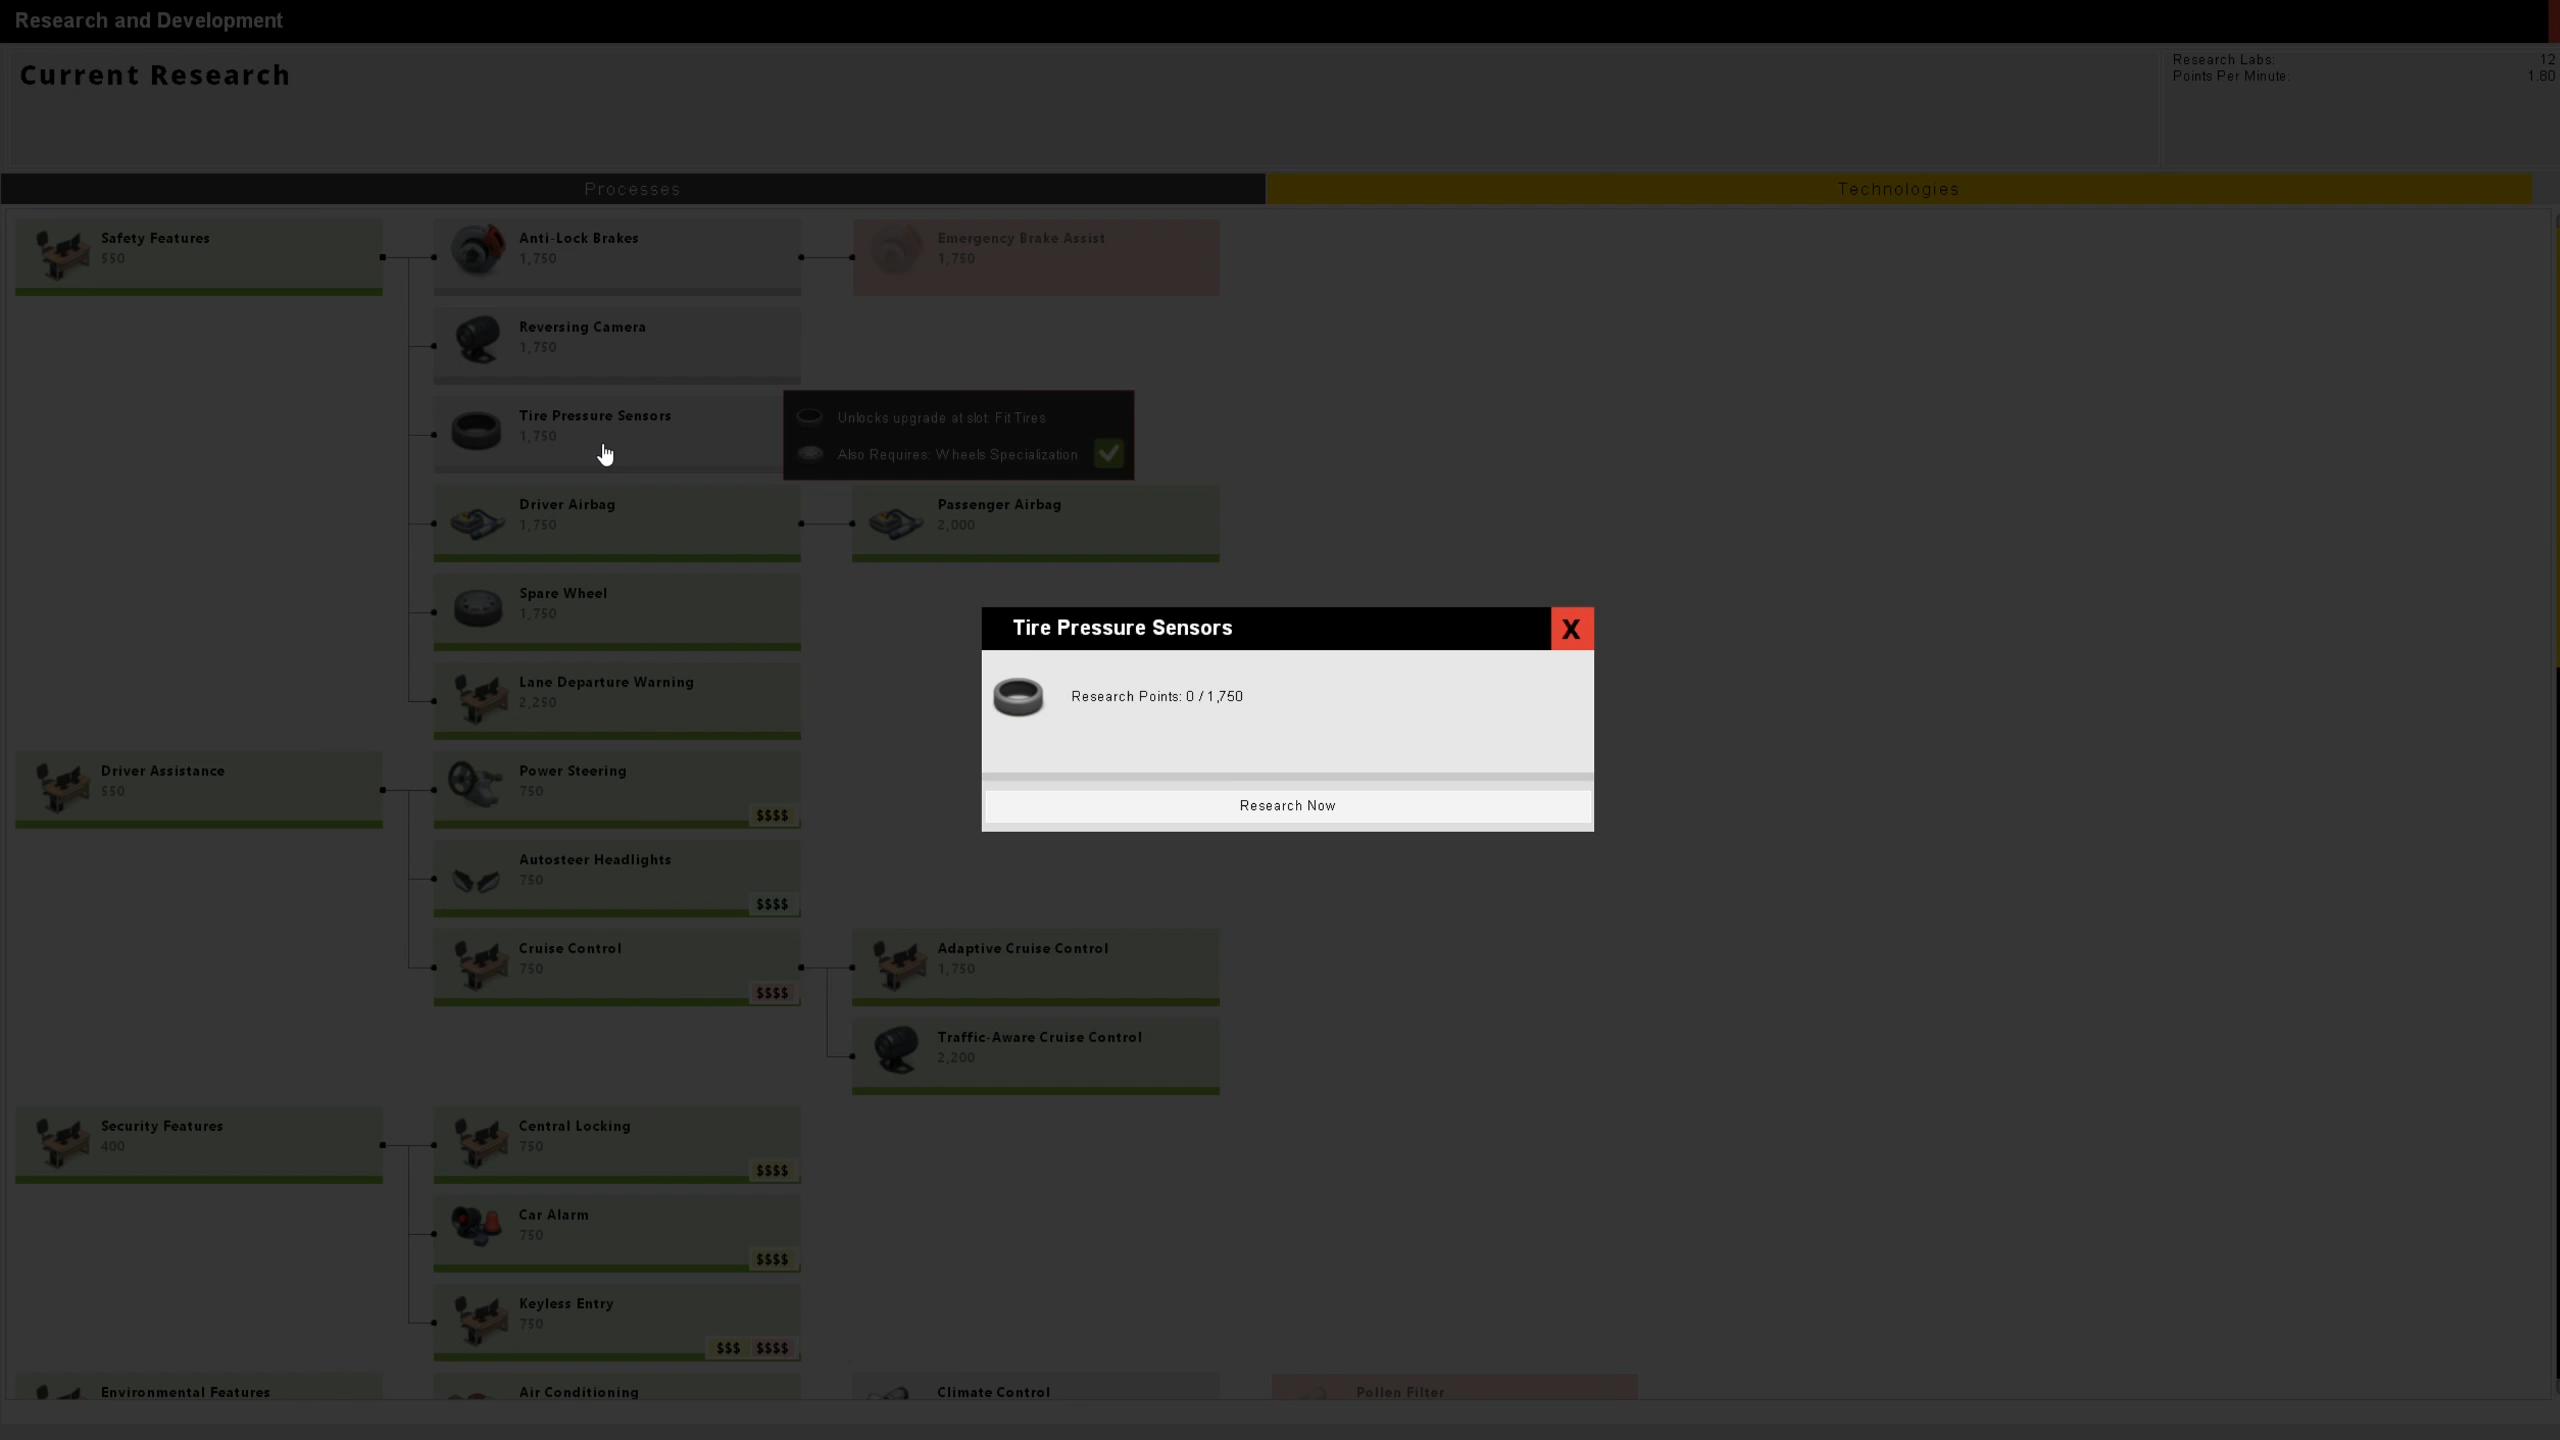 Research and Development
Current Research
Research Labs: 12
Points Per Minute: 1.80
Processes
Technologies
Safety Features
550
Anti-Lock Brakes
1,750
Emergency Brake Assist
1,750
Reversing Camera
1,750
Tire Pressure Sensors
1,750
Unlocks upgrade at slot: Fit Tires
Also Requires: Wheels Specialization
Driver Airbag
1,750
Passenger Airbag
2,000
Spare Wheel
1,750
Tire Pressure Sensors
X
Research Points: 0 / 1,750
Research Now
Lane Departure Warning
2,250
Driver Assistance
550
Power Steering
750
$$$$
Autosteer Headlights
750
$$$$
Cruise Control
750
$$$$
Adaptive Cruise Control
1,750
Traffic-Aware Cruise Control
2,200
Security Features
400
Central Locking
750
$$$$
Car Alarm
750
$$$$
Keyless Entry
750
$$$ $$$$
Environmental Features
Air Conditioning
Climate Control
Pollen Filter